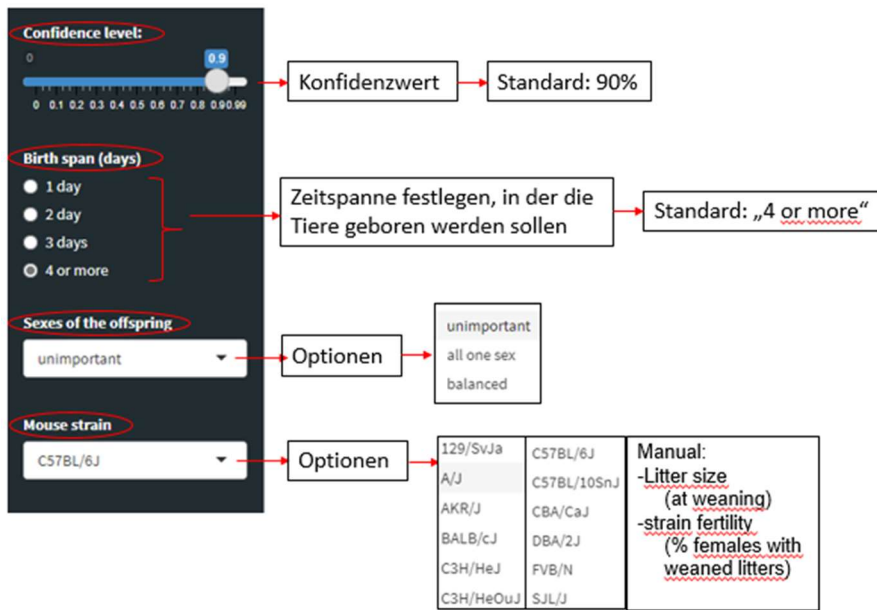 Confidence level:
0
0.9
0 0.1 0.2 0.3 0.4 0.5 0.6 0.7 0.8 0.90.99
Konfidenzwert
Standard: 90%
Birth span (days)
1 day
2 day
3 days
4 or more
Zeitspanne festlegen, in der die
Tiere geboren werden sollen
Standard: „4 or more“
Sexes of the offspring
unimportant
Optionen
unimportant
all one sex
balanced
Mouse strain
C57BL/6J
Optionen
129/SvJa
A/J
AKR/J
BALB/cJ
C3H/HeJ
C3H/HeOuJ
C57BL/6J
C57BL/10SnJ
CBA/CaJ
DBA/2J
FVB/N
SJL/J
Manual:
-Litter size
(at weaning)
-strain fertility
(% females with
weaned litters)